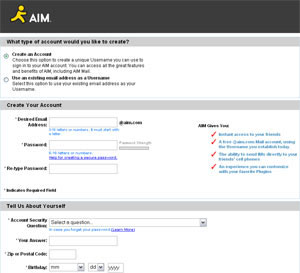 AIM.
What type of account would you like to create?
Create an Account
Choose this option to create a unique Username you can use to
sign in to your AIM account. You can access all the great features
and benefits of AIM, including AIM Mail.
Use an existing email address as a Username
Select this option to use your existing email address as your
Username.
Create Your Account
* Desired Email
Address:
@aim.com
3-16 letters or numbers. It must start with
a letter
* Password:
Password Strength
6-16 letters or numbers.
Help for creating a secure password.
* Re-type Password:
AIM Gives You:
Instant access to your friends
A free @aim.com Mail account, using
the Username you establish today
The ability to send IMs directly to your
friends' cell phones
An experience you can customize
with your favorite Plugins
* Indicates Required Field
Tell Us About Yourself
* Account Security
Question:
Select a question...
In case you forget your password (Learn More)
* Your Answer:
* Zip or Postal Code:
* Birthday:
mm
dd
yyyy